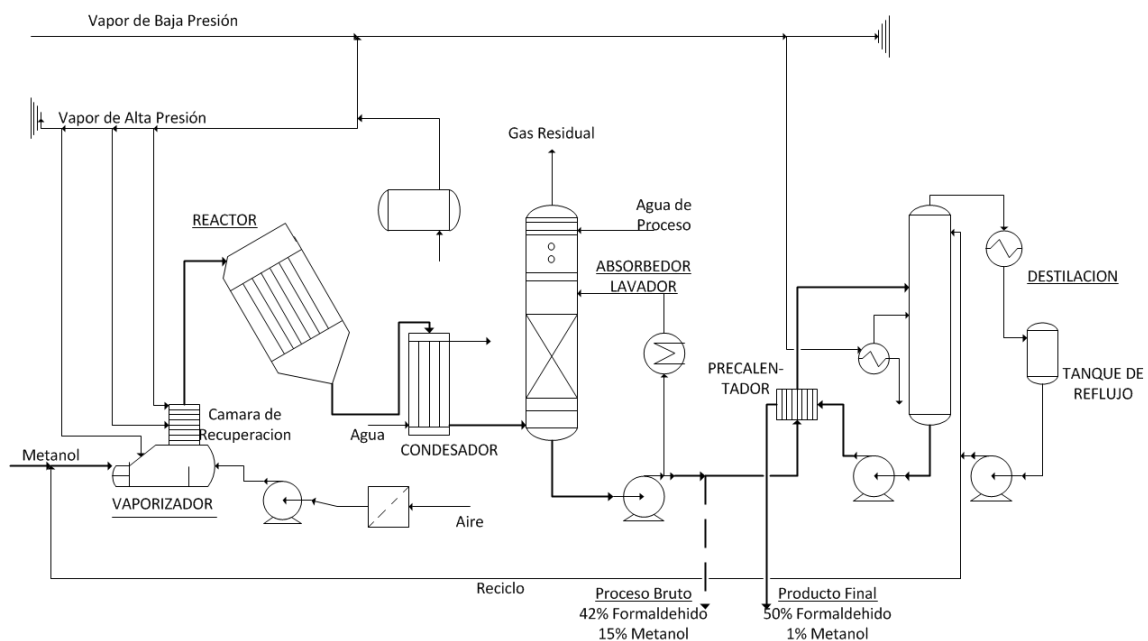 Vapor de Baja Presión
Vapor de Alta Presión
Gas Residual
REACTOR
Agua de
Proceso
ABSORBEDOR
LAVADOR
DESTILACION
PRECALEN-
TADOR
TANQUE DE
REFLUJO
Camara de
Recuperacion
Agua
CONDESADOR
Metanol
VAPORIZADOR
Aire
Reciclo
Proceso Bruto
42% Formaldehido
15% Metanol
Producto Final
50% Formaldehido
1% Metanol